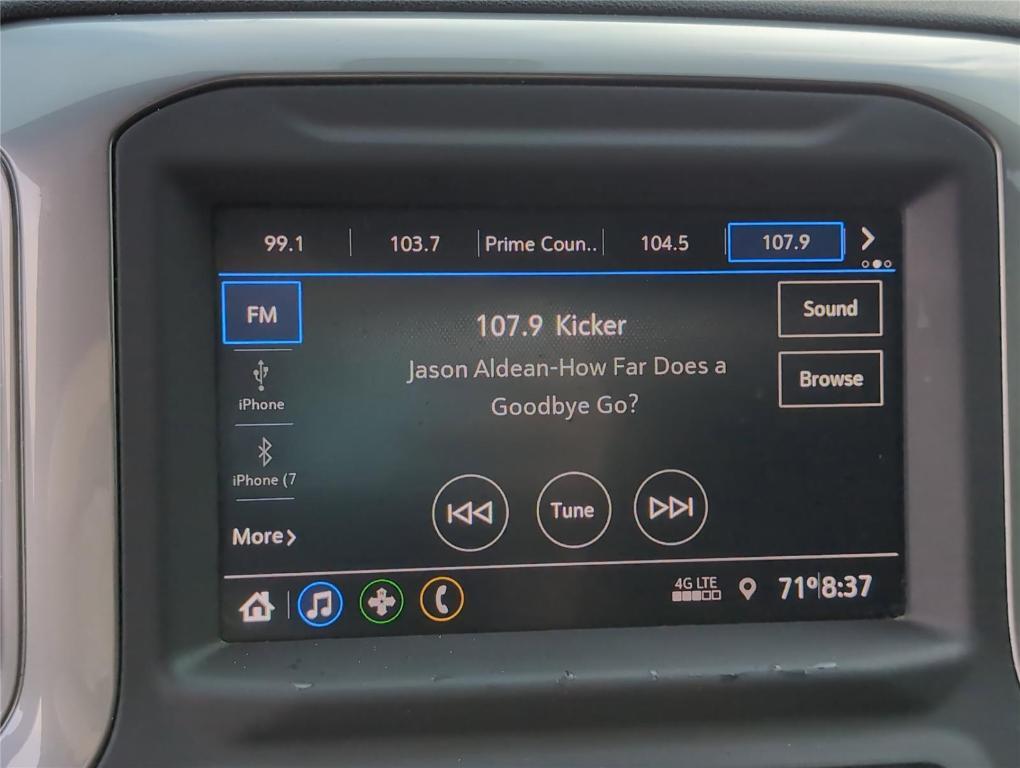 99.1 103.7 Prime Coun.. 104.5 107.9
FM
107.9 Kicker
Sound
Jason Aldean-How Far Does a
Goodbye Go?
Browse
iPhone
iPhone (7
Tune
More
4G LTE
71° 8:37